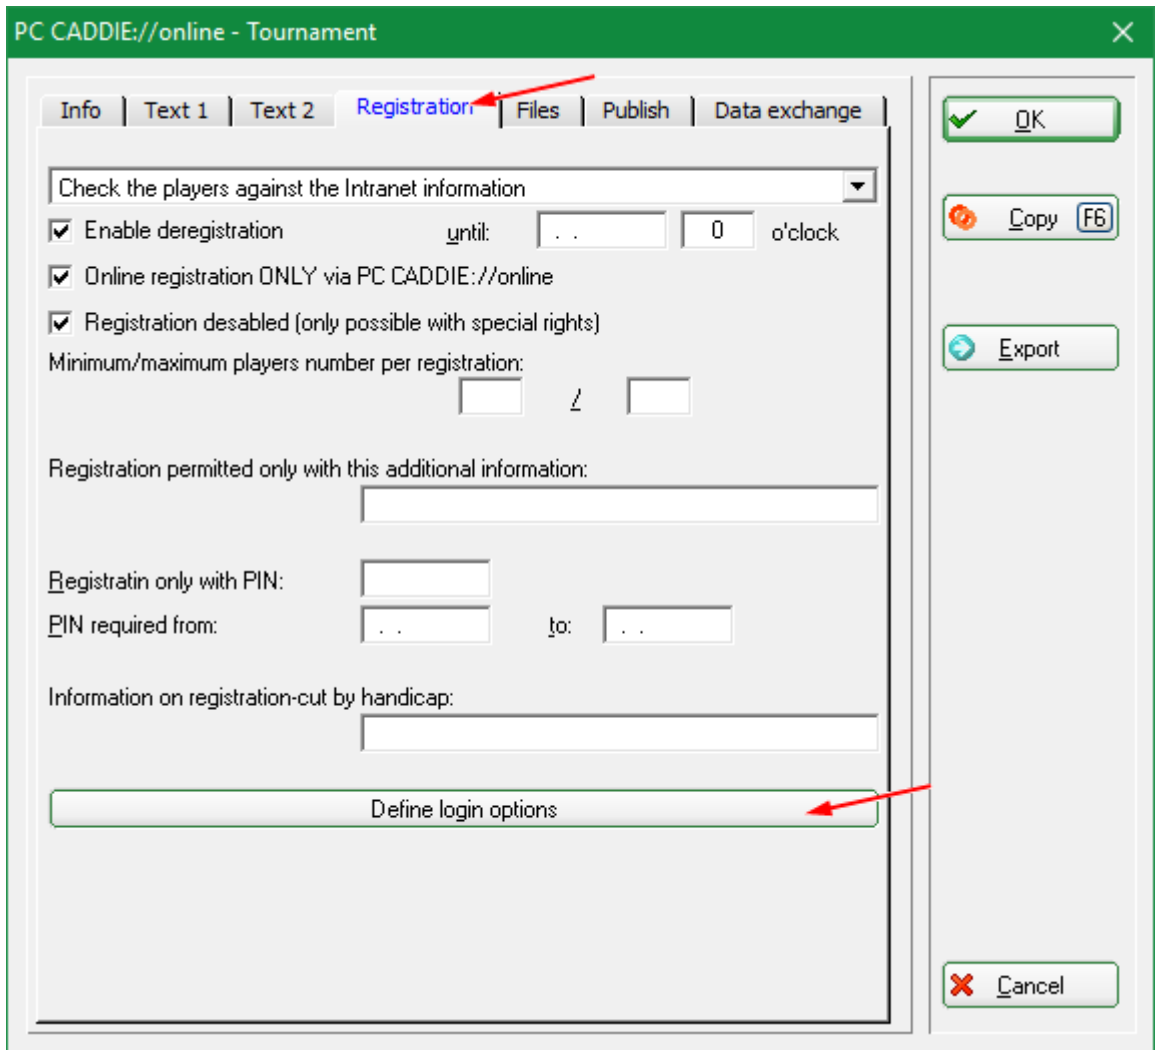 PC CADDIE://online - Tournament
Info Text 1 Text 2 Registration Files Publish Data exchange
OK
Check the players against the Intranet information
Copy F6
Enable deregistration until: . . 0 o'clock
Online registration ONLY via PC CADDIE://online
Registration desabled (only possible with special rights)
Export
Minimum/maximum players number per registration:
/
Registration permitted only with this additional information:
Registratin only with PIN:
PIN required from: . . to: . .
Information on registration-cut by handicap:
Define login options
Cancel